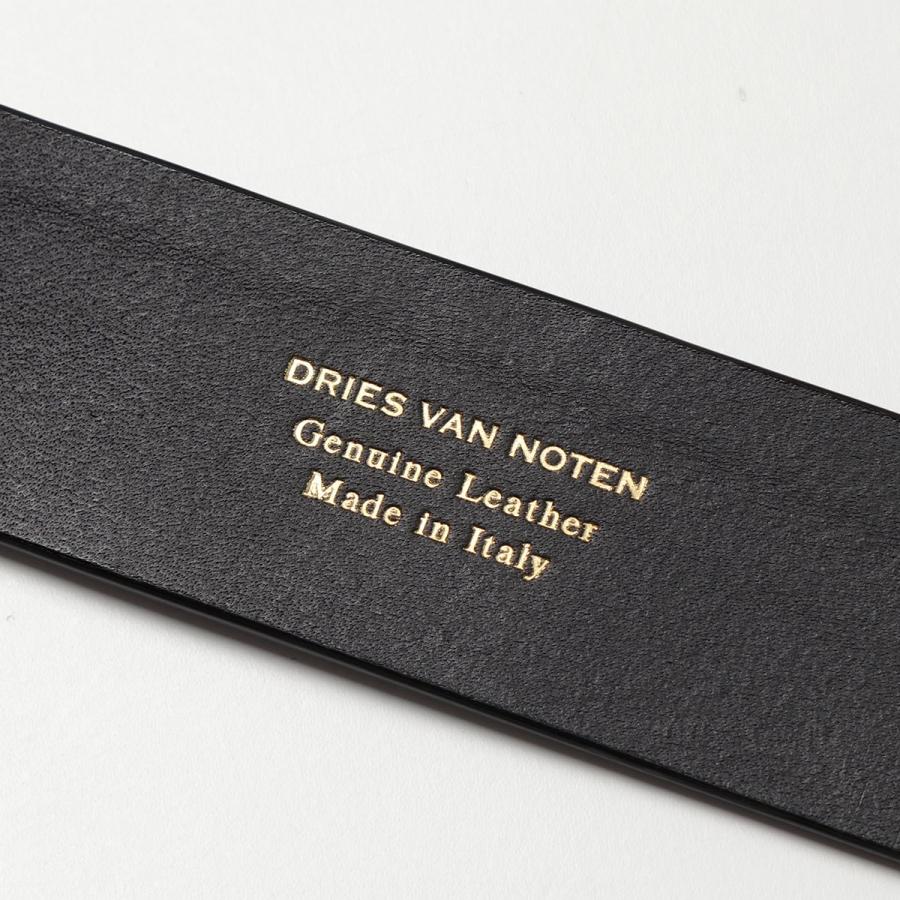 DRIES VAN NOTEN
Genuine Leather
Made in Italy